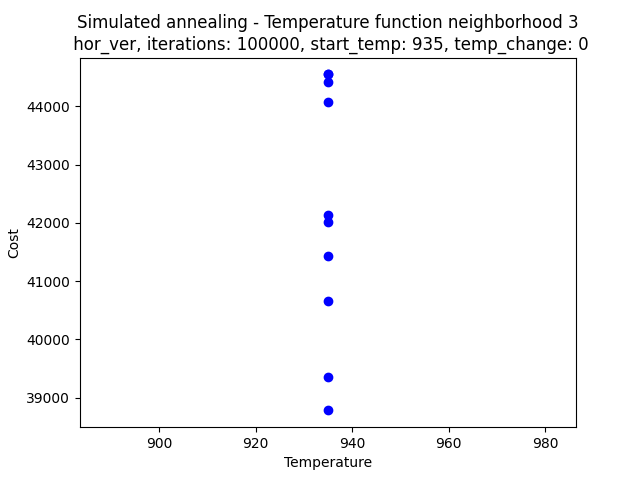 Simulated annealing - Temperature function neighborhood 3
hor_ver, iterations: 100000, start_temp: 935, temp_change: 0
44000
43000
42000
41000
40000
39000
Cost
900
920
940
960
980
Temperature